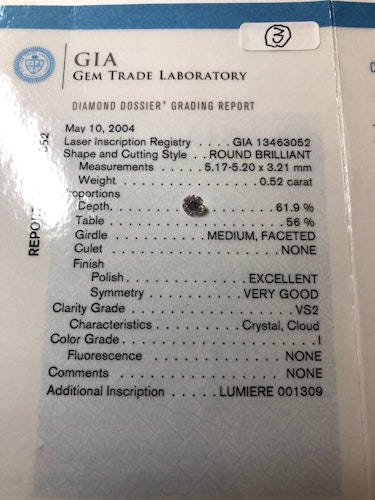 3
GIA
GEM TRADE LABORATORY
DIAMOND DOSSIER® GRADING REPORT
May 10, 2004
Laser Inscription Registry . . GIA 13463052
Shape and Cutting Style . . ROUND BRILLIANT
Measurements . . . . . 5.17-5.20 x 3.21 mm
Weight . . . . . . . . . . . . . . . . . 0.52 carat
oportions
Depth. . . . . . . . . . . . . . . . . . . . 61.9 %
Table . . . . . . . . . . . . . . . . . . . . . 56 %
Girdle . . . . . . . . . . . MEDIUM, FACETED
Culet . . . . . . . . . . . . . . . . . . . . . NONE
Finish
Polish . . . . . . . . . . . . . . . . EXCELLENT
Symmetry . . . . . . . . . . . . VERY GOOD
Clarity Grade . . . . . . . . . . . . . . . . . . VS2
Characteristics . . . . . . . . . Crystal, Cloud
Color Grade. . . . . . . . . . . . . . . . . . . . . . I
Fluorescence . . . . . . . . . . . . . . . NONE
Comments . . . . . . . . . . . . . . . . . . NONE
Additional Inscription . . LUMIERE 001309
REPO
052